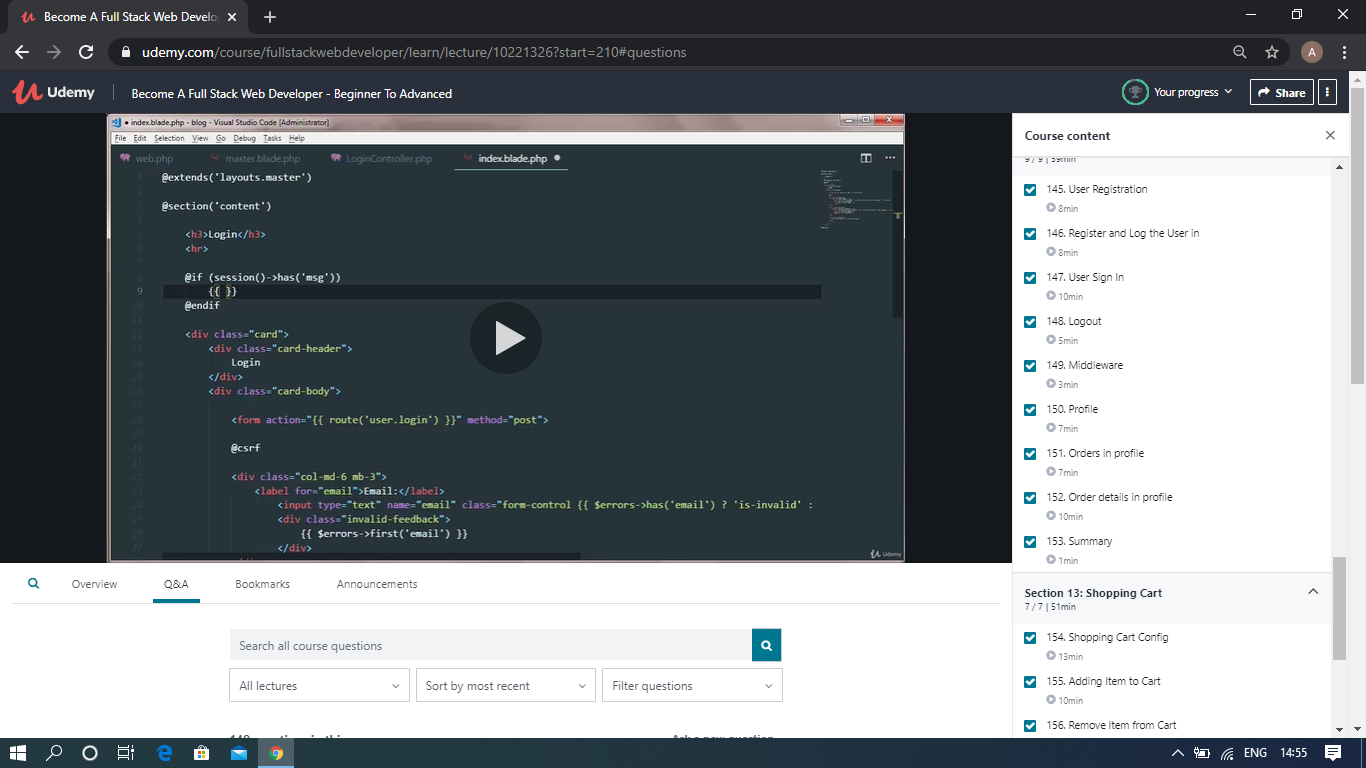 Become A Full Stack Web Develo
udemy.com/course/fullstackwebdeveloper/learn/lecture/10221326?start=210#questions
A
Udemy
Become A Full Stack Web Developer - Beginner To Advanced
Your progress
Share
index.blade.php - blog - Visual Studio Code [Administrator]
File Edit Selection View Go Debug Tasks Help
web.php master.blade.php LoginController.php index.blade.php
@extends('layouts.master')
@section('content')
<h3>Login</h3>
<hr>
@if (session()->has('msg'))
9 {{ }}
@endif
<div class="card">
<div class="card-header">
Login
</div>
<div class="card-body">
<form action="{{ route('user.login') }}" method="post">
@csrf
<div class="col-md-6 mb-3">
<label for="email">Email:</label>
<input type="text" name="email" class="form-control {{ $errors->has('email') ? 'is-invalid' :
<div class="invalid-feedback">
{{ $errors->first('email') }}
</div>
Udemy
Overview
Q&A
Bookmarks
Announcements
Search all course questions
All lectures
Sort by most recent
Filter questions
Course content
9 / 9 | 59min
145. User Registration
8min
146. Register and Log the User in
8min
147. User Sign In
10min
148. Logout
5min
149. Middleware
3min
150. Profile
7min
151. Orders in profile
7min
152. Order details in profile
10min
153. Summary
1min
Section 13: Shopping Cart
7 / 7 | 51min
154. Shopping Cart Config
13min
155. Adding Item to Cart
10min
156. Remove Item from Cart
ENG
14:55